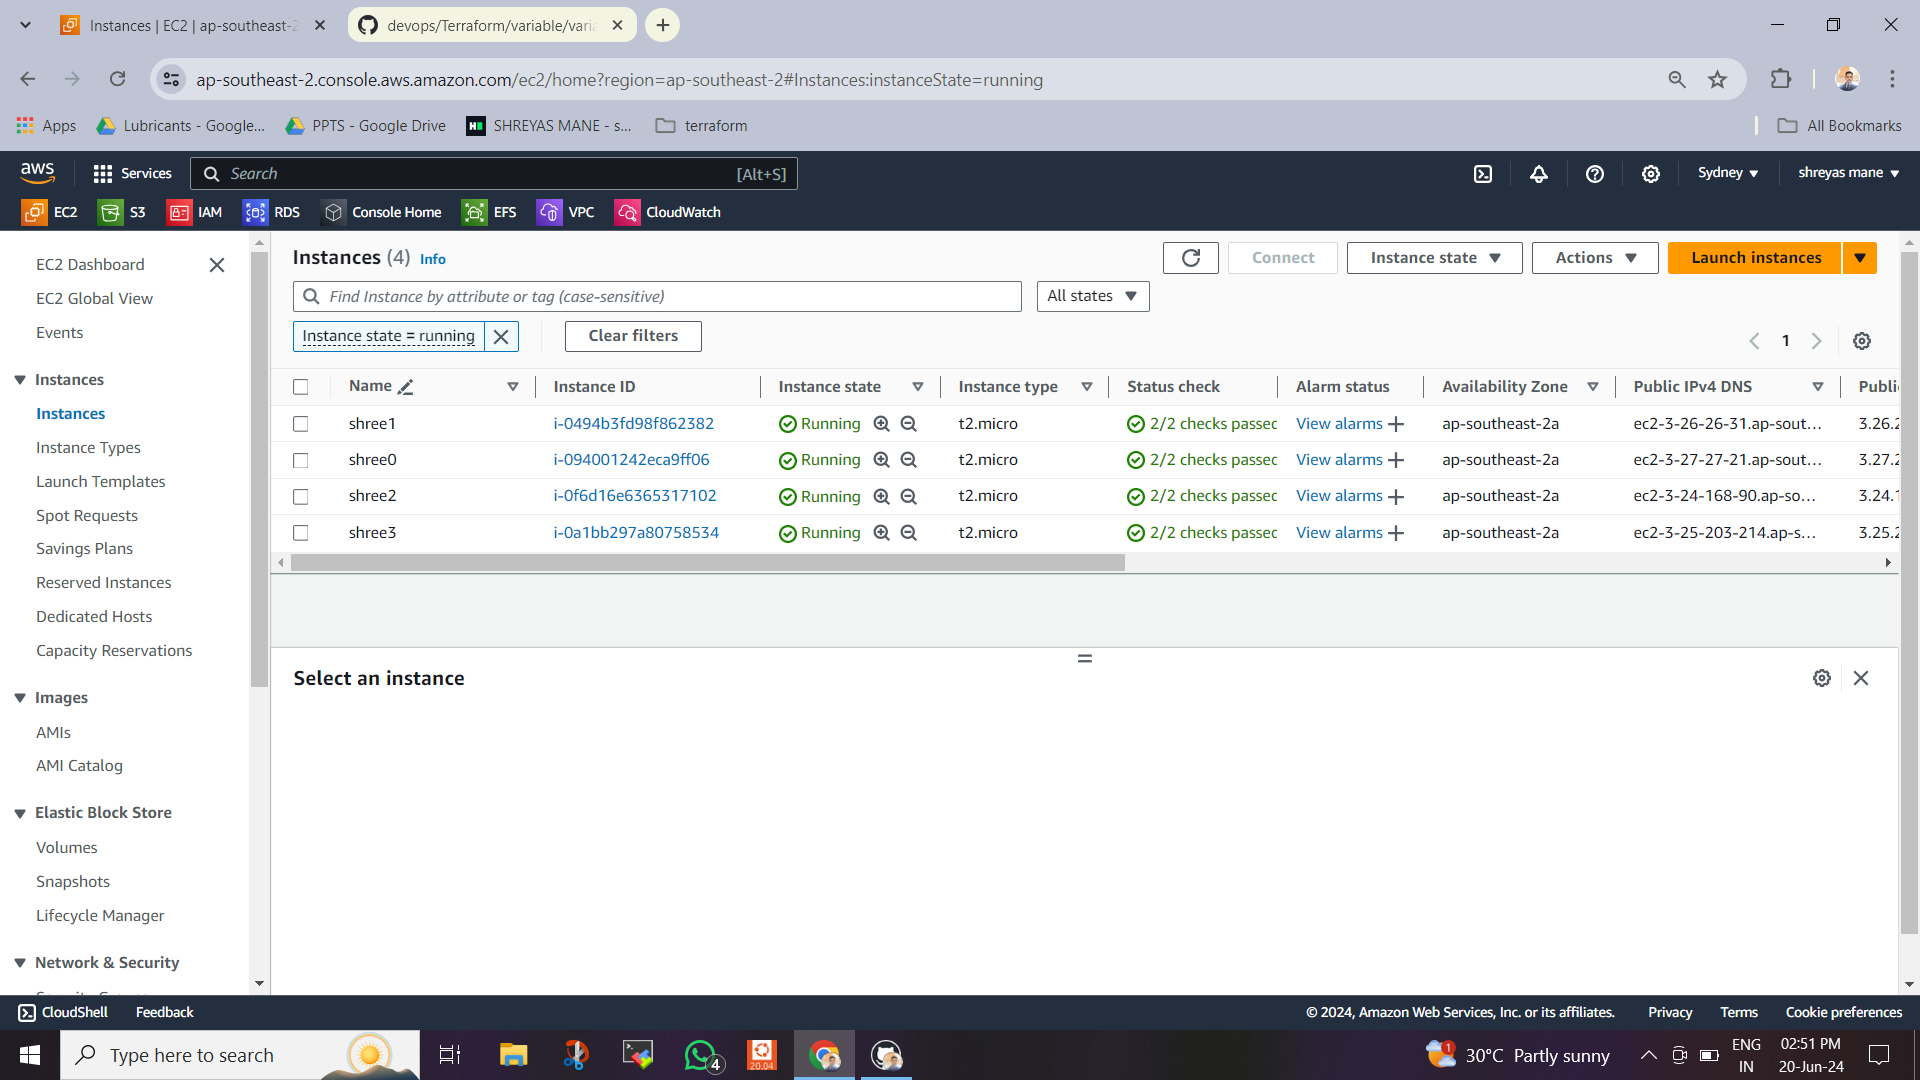 Instances | EC2 | ap-southeast-2
devops/Terraform/variable/varia
ap-southeast-2.console.aws.amazon.com/ec2/home?region=ap-southeast-2#Instances:instanceState=running
Apps
Lubricants - Google...
PPTS - Google Drive
SHREYAS MANE - s...
terraform
All Bookmarks
aws
Services
Search
[Alt+S]
Sydney
shreyas mane
EC2
S3
IAM
RDS
Console Home
EFS
VPC
CloudWatch
EC2 Dashboard
EC2 Global View
Events
Instances
Instances
Instance Types
Launch Templates
Spot Requests
Savings Plans
Reserved Instances
Dedicated Hosts
Capacity Reservations
Images
AMIs
AMI Catalog
Elastic Block Store
Volumes
Snapshots
Lifecycle Manager
Network & Security
Instances (4) Info
Connect
Instance state
Actions
Launch instances
Find Instance by attribute or tag (case-sensitive)
All states
Instance state = running
Clear filters
1
Name Instance ID Instance state Instance type Status check Alarm status Availability Zone Public IPv4 DNS Publi
shree1 i-0494b3fd98f862382 Running t2.micro 2/2 checks passed View alarms ap-southeast-2a ec2-3-26-26-31.ap-sout... 3.26.2
shree0 i-094001242eca9ff06 Running t2.micro 2/2 checks passed View alarms ap-southeast-2a ec2-3-27-27-21.ap-sout... 3.27.2
shree2 i-0f6d16e6365317102 Running t2.micro 2/2 checks passed View alarms ap-southeast-2a ec2-3-24-168-90.ap-so... 3.24.1
shree3 i-0a1bb297a80758534 Running t2.micro 2/2 checks passed View alarms ap-southeast-2a ec2-3-25-203-214.ap-s... 3.25.2
Select an instance
CloudShell
Feedback
© 2024, Amazon Web Services, Inc. or its affiliates.
Privacy
Terms
Cookie preferences
Type here to search
4
20.04
1
30°C Partly sunny
ENG
IN
02:51 PM
20-Jun-24